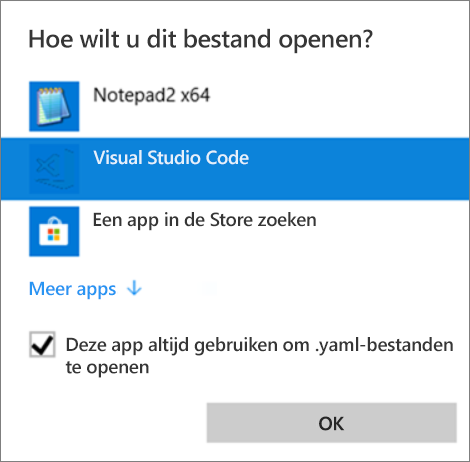 Hoe wilt u dit bestand openen?
Notepad2 x64
Visual Studio Code
Een app in de Store zoeken
Meer apps ↓
Deze app altijd gebruiken om .yaml-bestanden
te openen
OK